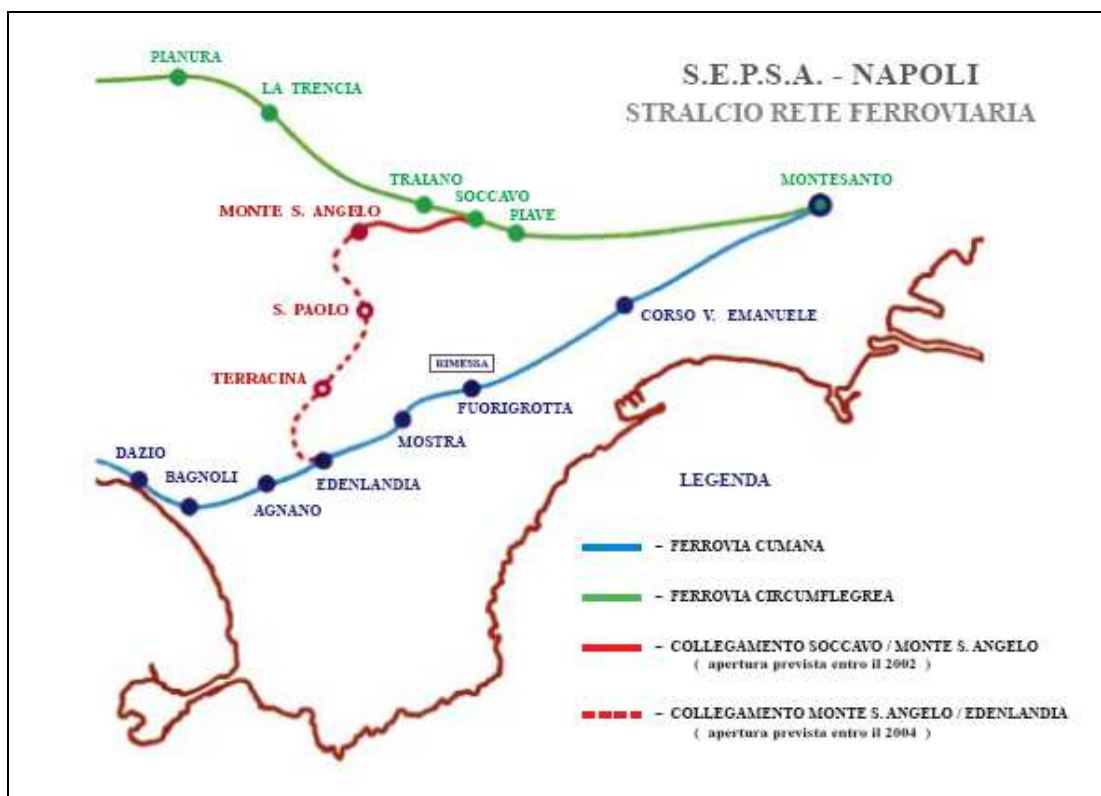 S.E.P.S.A. - NAPOLI
STRALCIO RETE FERROVIARIA
PIANURA
LA TRENCIA
TRAIANO
SOCCAVO
PIAVE
MONTESANTO
MONTE S. ANGELO
S. PAOLO
TERRACINA
CORSO V. EMANUELE
RIMESSA
FUORIGROTTA
MOSTRA
EDENLANDIA
AGNANO
BAGNOLI
DAZIO
LEGENDA
- FERROVIA CUMANA
- FERROVIA CIRCUMFLEGREA
- COLLEGAMENTO SOCCAVO / MONTE S. ANGELO
( apertura prevista entro il 2002 )
- COLLEGAMENTO MONTE S. ANGELO / EDENLANDIA
( apertura prevista entro il 2004 )